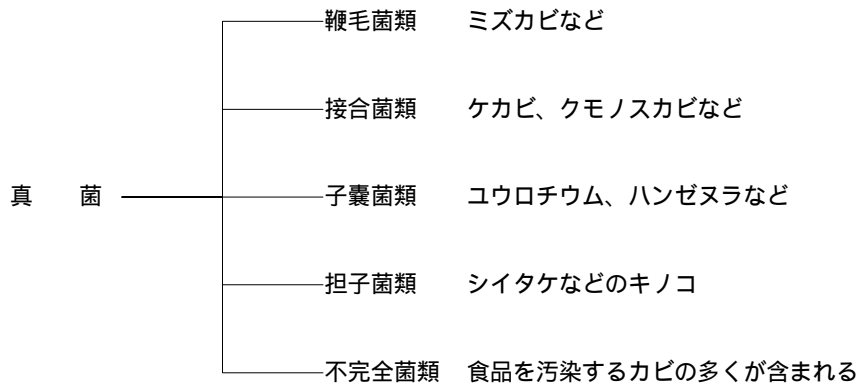 鞭毛菌類 ミズカビなど
接合菌類 ケカビ、クモノスカビなど
真 菌 子嚢菌類 ユウロチウム、ハンゼヌラなど
担子菌類 シイタケなどのキノコ
不完全菌類 食品を汚染するカビの多くが含まれる